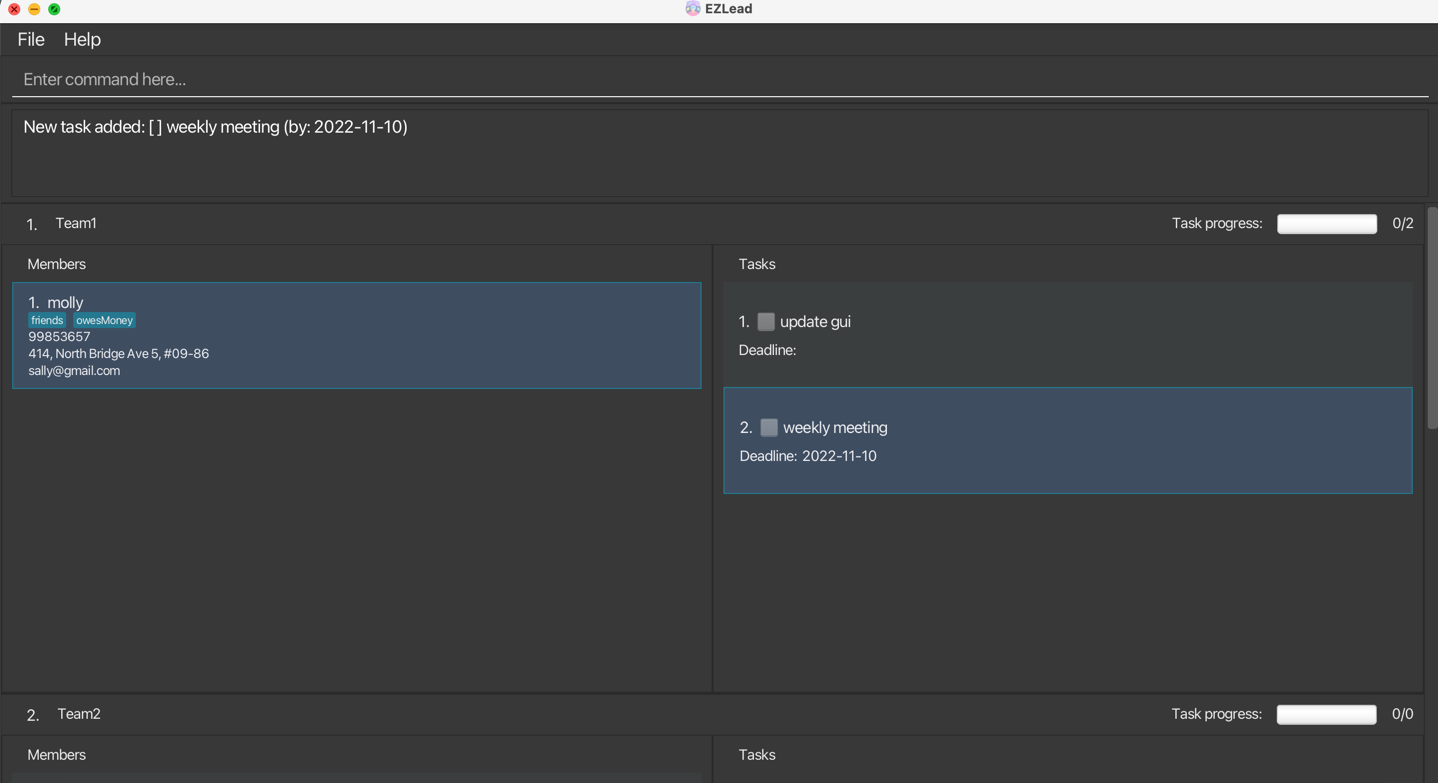 EZLead
File Help
Enter command here...
New task added: [ ] weekly meeting (by: 2022-11-10)
1. Team1 Task progress: 0/2
Members Tasks
1. molly
friends owesMoney
99853657
414, North Bridge Ave 5, #09-86
sally@gmail.com
1. update gui
Deadline:
2. weekly meeting
Deadline: 2022-11-10
2. Team2 Task progress: 0/0
Members Tasks